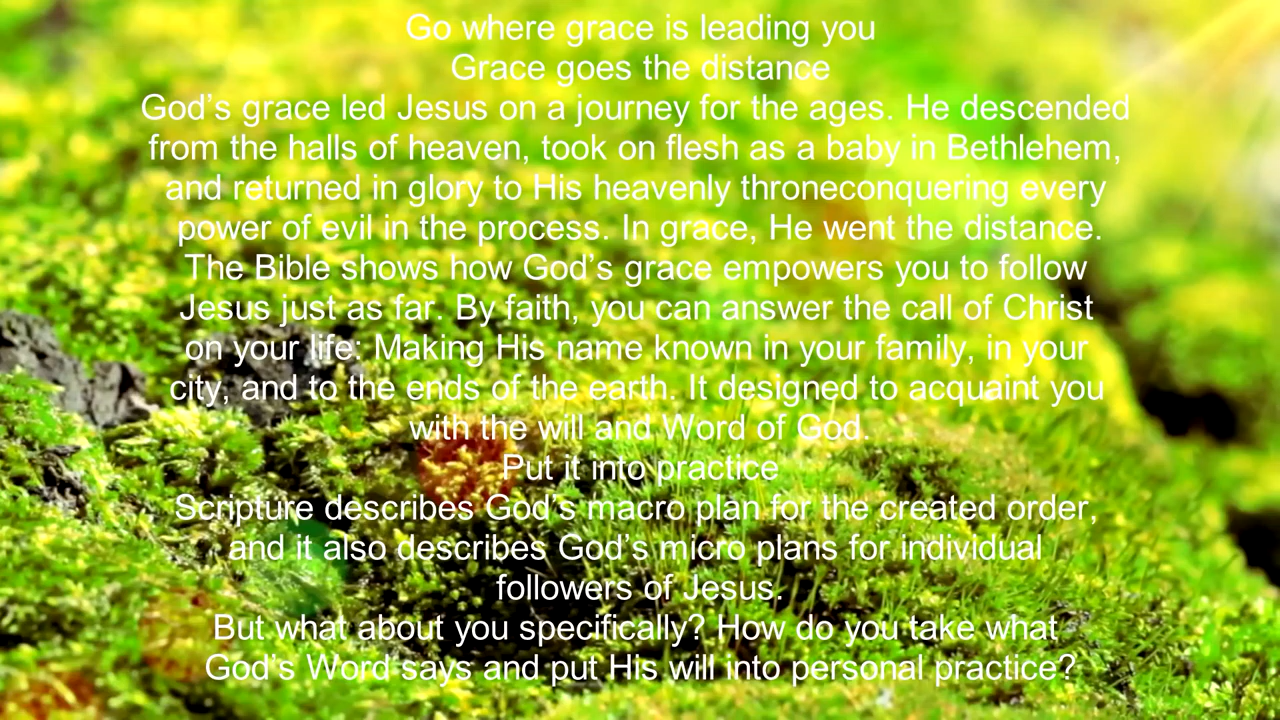 Go where grace is leading you
Grace goes the distance
God’s grace led Jesus on a journey for the ages. He descended
from the halls of heaven, took on flesh as a baby in Bethlehem,
and returned in glory to His heavenly throneconquering every
power of evil in the process. In grace, He went the distance.
The Bible shows how God’s grace empowers you to follow
Jesus just as far. By faith, you can answer the call of Christ
on your life: Making His name known in your family, in your
city, and to the ends of the earth. It designed to acquaint you
with the will and Word of God.
Put it into practice
Scripture describes God’s macro plan for the created order,
and it also describes God’s micro plans for individual
followers of Jesus.
But what about you specifically? How do you take what
God’s Word says and put His will into personal practice?